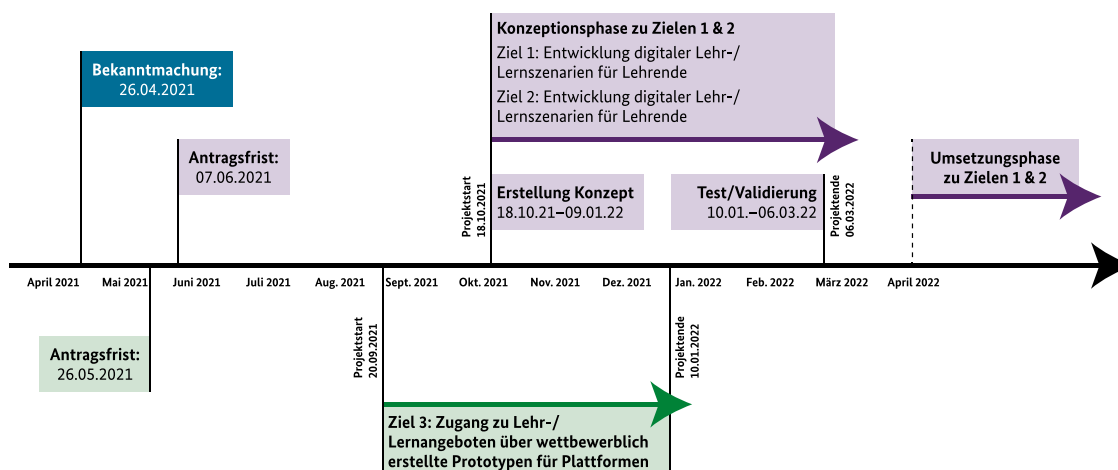 Konzeptionsphase zu Zielen 1 & 2
Ziel 1: Entwicklung digitaler Lehr-/
Lernszenarien für Lehrende
Ziel 2: Entwicklung digitaler Lehr-/
Lernszenarien für Lehrende
Bekanntmachung:
26.04.2021
Antragsfrist:
07.06.2021
Umsetzungsphase
zu Zielen 1 & 2
Projektstart
18.10.2021
Erstellung Konzept
18.10.21–09.01.22
Test/Validierung
10.01.–06.03.22
Projektende
06.03.2022
April 2021 Mai 2021 Juni 2021 Juli 2021 Aug. 2021 Sept. 2021 Okt. 2021 Nov. 2021 Dez. 2021 Jan. 2022 Feb. 2022 März 2022 April 2022
Antragsfrist:
26.05.2021
Projektstart
20.09.2021
Projektende
10.01.2022
Ziel 3: Zugang zu Lehr-/
Lernangeboten über wettbewerblich
erstellte Prototypen für Plattformen